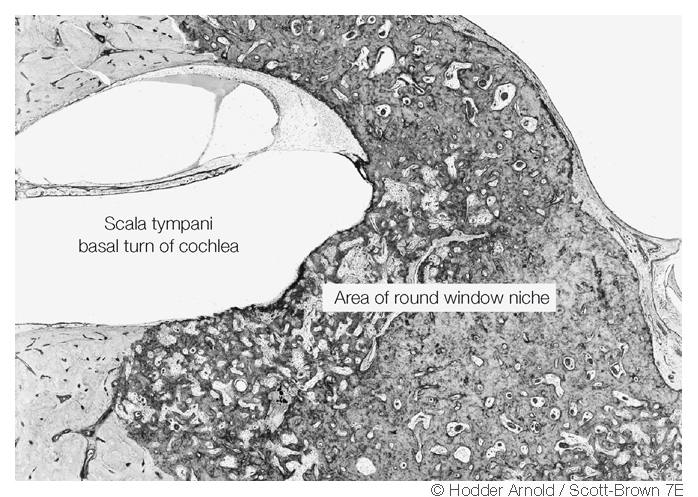 Scala tympani
basal turn of cochlea
Area of round window niche
© Hodder Arnold / Scott-Brown 7E